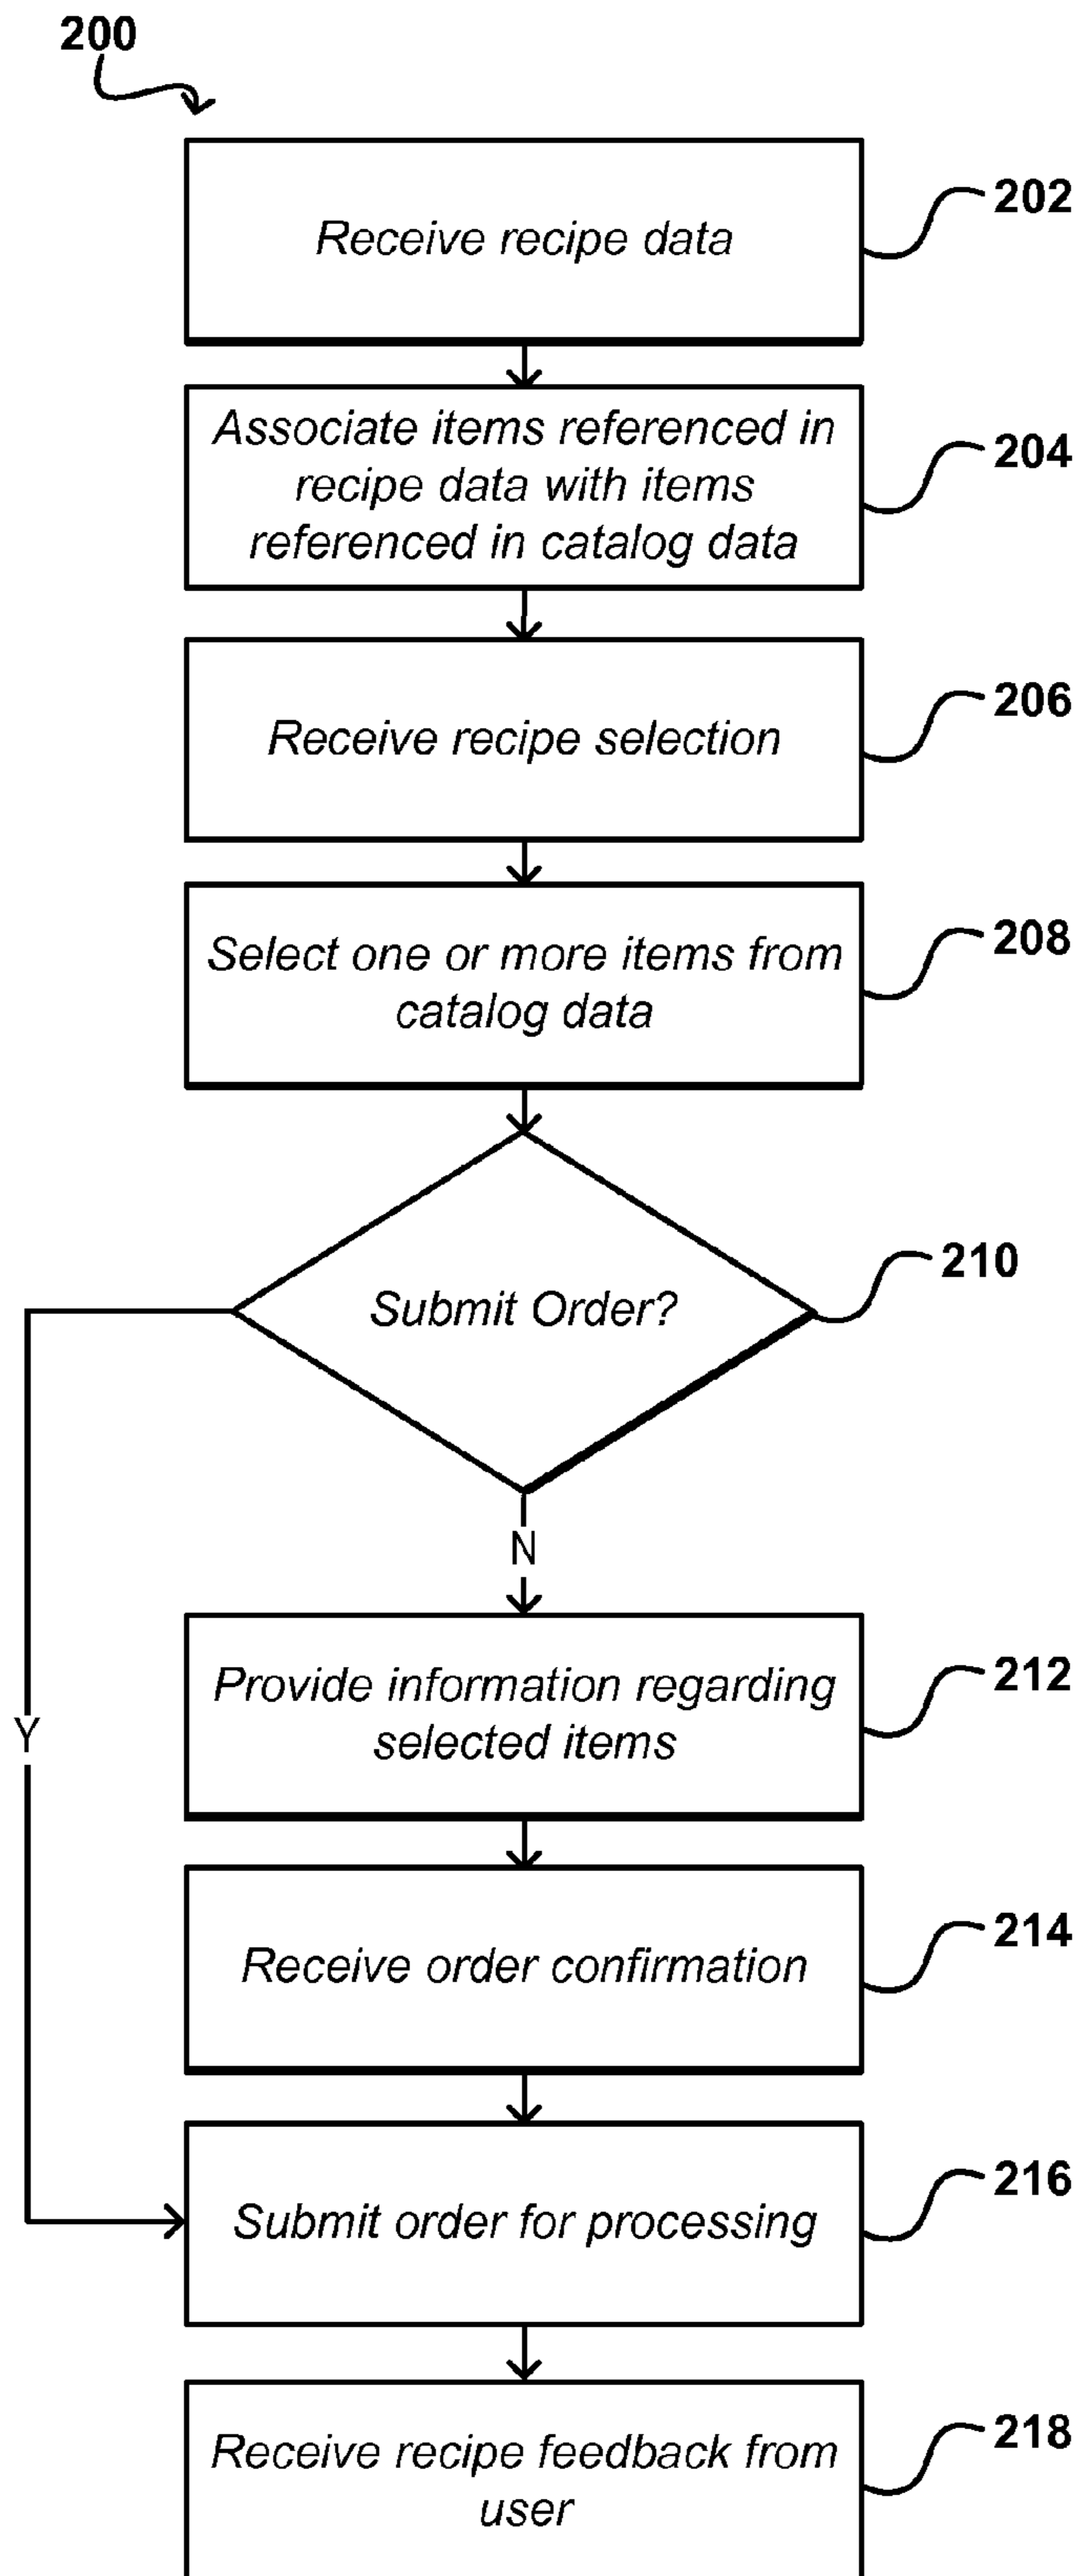 200
Receive recipe data
202
Associate items referenced in
recipe data with items
referenced in catalog data
204
Receive recipe selection
206
Select one or more items from
catalog data
208
Submit Order?
210
N
Y
Provide information regarding
selected items
212
Receive order confirmation
214
Submit order for processing
216
Receive recipe feedback from
user
218